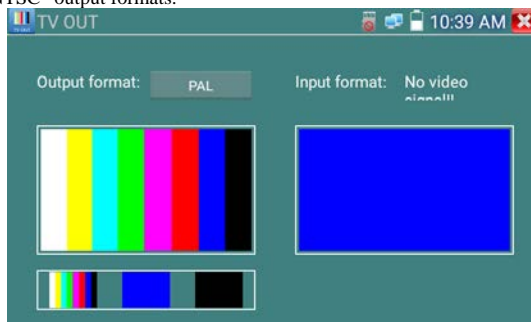 NTSC" output formats.
TV OUT 10:39 AM
Output format: PAL Input format: No video
signal!!